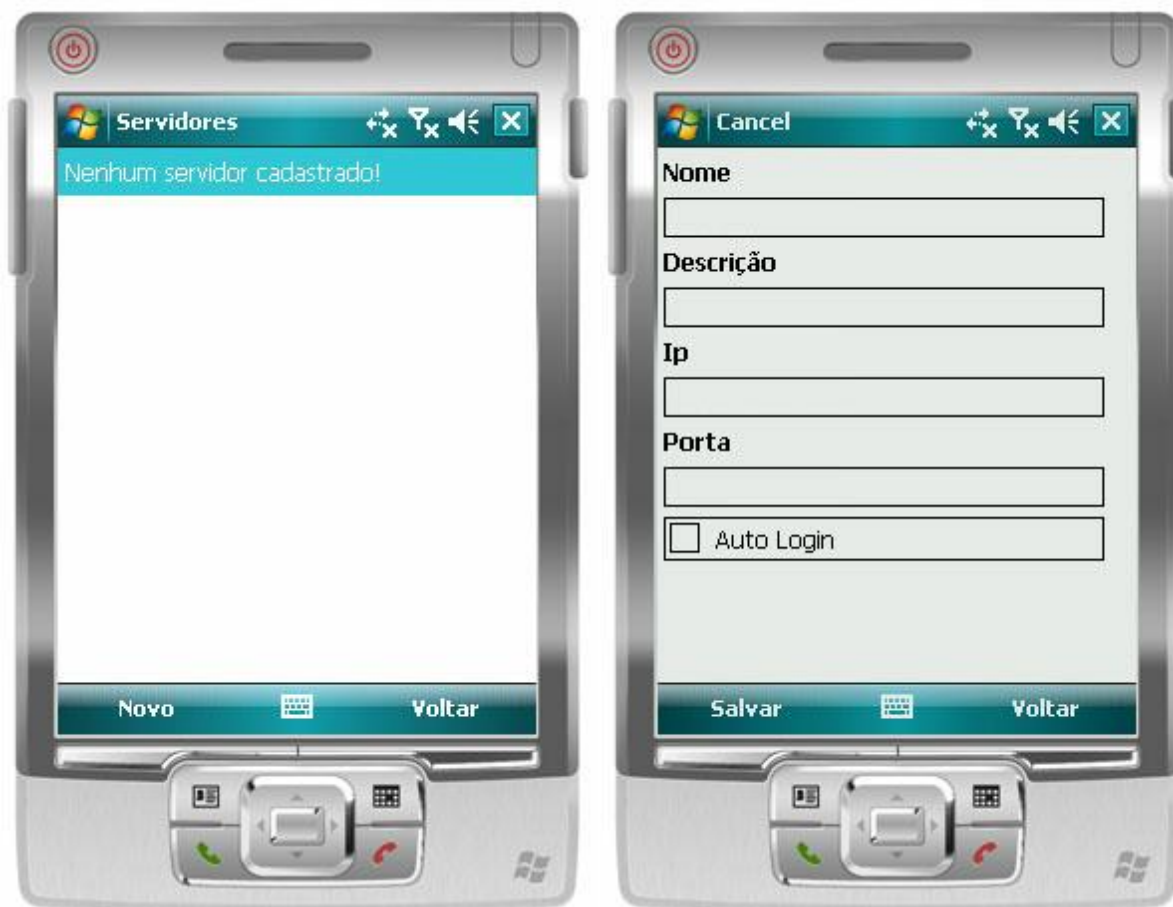 Servidores
Nenhum servidor cadastrado!
Novo
Voltar
Cancel
Nome
Descrição
Ip
Porta
Auto Login
Salvar
Voltar